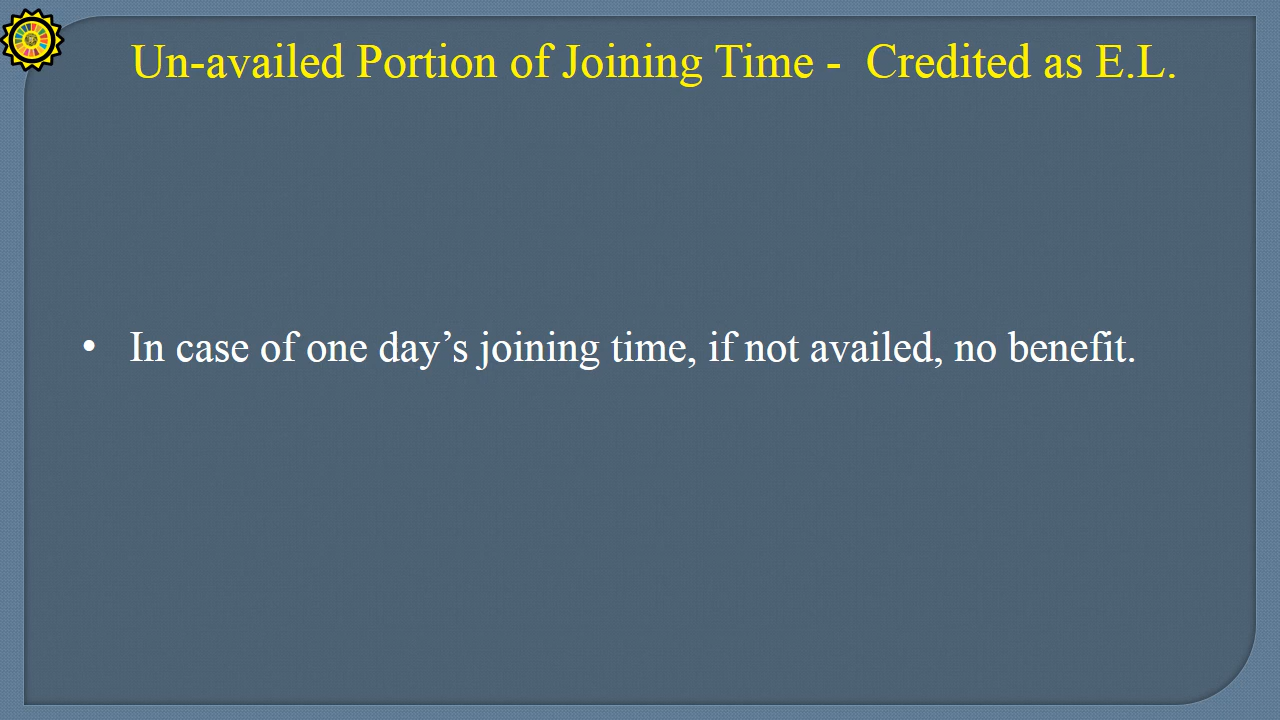 Un-availed Portion of Joining Time -  Credited as E.L.
• In case of one day’s joining time, if not availed, no benefit.